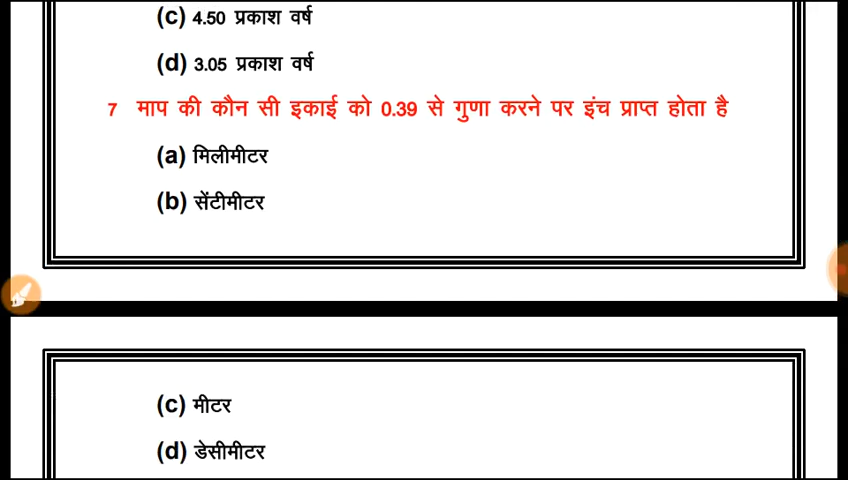 (c) 4.50 प्रकाश वर्ष
(d) 3.05 प्रकाश वर्ष
7 माप की कौन सी इकाई को 0.39 से गुणा करने पर इंच प्राप्त होता है
(a) मिलीमीटर
(b) सेंटीमीटर
(c) मीटर
(d) डेसीमीटर